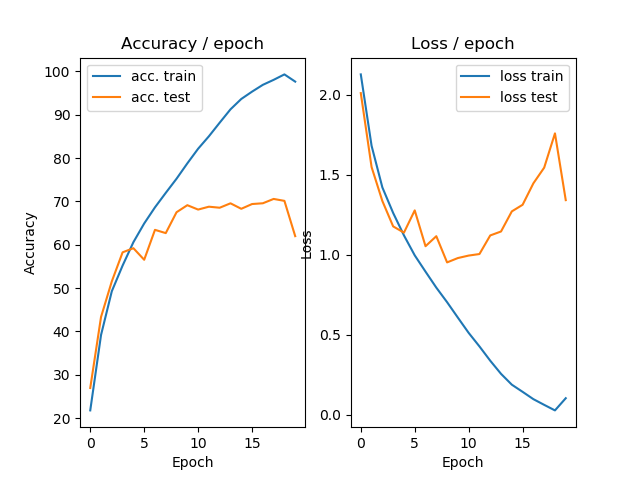 Accuracy / epoch
acc. train
acc. test
100
90
80
70
60
50
40
30
20
0
5
10
15
Epoch
Accuracy
Loss / epoch
loss train
loss test
2.0
1.5
1.0
0.5
0.0
0
5
10
15
Epoch
Loss